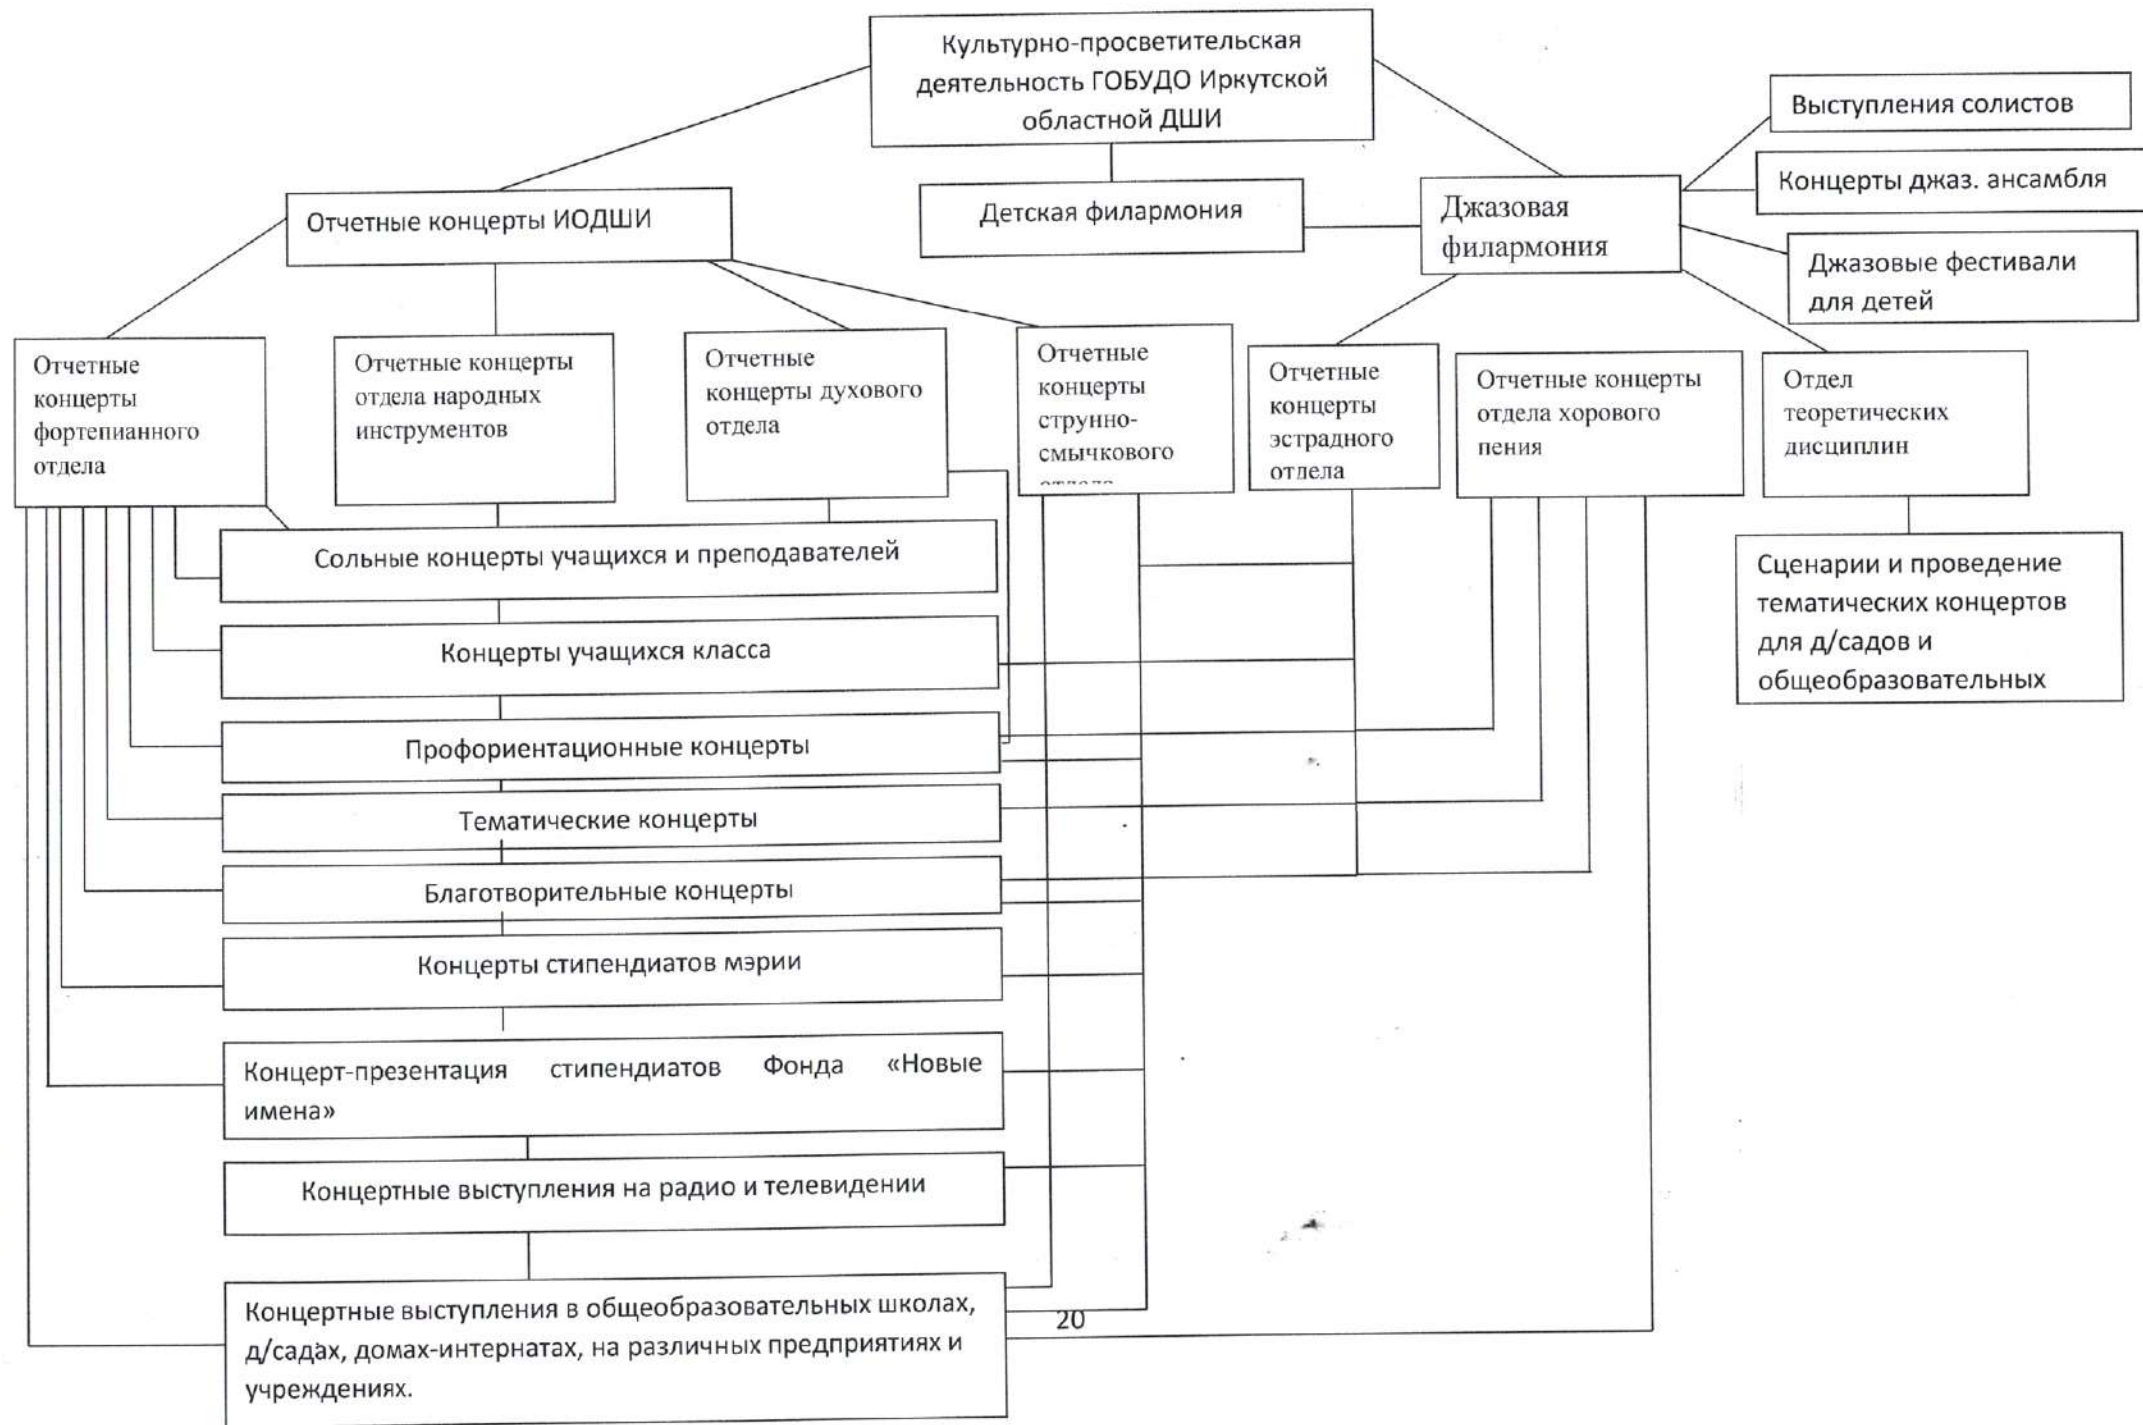 Культурно-просветительская
деятельность ГОБУДО Иркутской
областной ДШИ
Выступления солистов
Концерты джаз. ансамбля
Отчетные концерты ИОДШИ
Детская филармония
Джазовая
филармония
Джазовые фестивали
для детей
Отчетные
концерты
фортепианного
отдела
Отчетные концерты
отдела народных
инструментов
Отчетные
концерты духового
отдела
Отчетные
концерты
струнно-
смычкового
Отчетные
концерты
эстрадного
отдела
Отчетные концерты
отдела хорового
пения
Отдел
теоретических
дисциплин
Сольные концерты учащихся и преподавателей
Концерты учащихся класса
Профориентационные концерты
Тематические концерты
Благотворительные концерты
Концерты стипендиатов мэрии
Концерт-презентация стипендиатов Фонда «Новые
имена»
Концертные выступления на радио и телевидении
Концертные выступления в общеобразовательных школах,
д/садах, домах-интернатах, на различных предприятиях и
учреждениях.
Сценарии и проведение
тематических концертов
для д/садов и
общеобразовательных
20